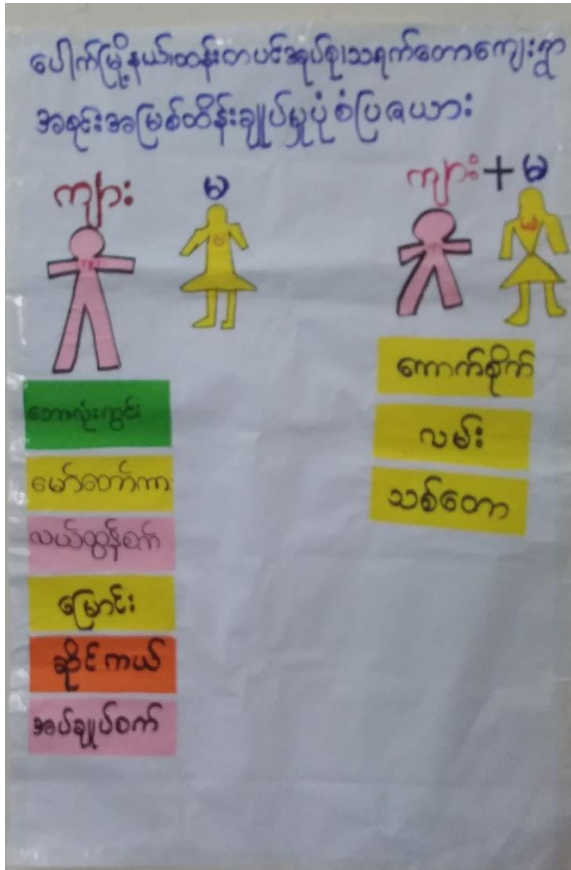 ပေါက်မြို့နယ်၊ထန်းတပင်အုပ်စု၊သရက်တောကျေးရွာ
အရင်းအမြစ်ထိန်းချုပ်မှုပုံစံပြဇယား
ကျား
မ
ကျား+မ
ဘောလုံးကွင်း
မော်တော်ကား
လယ်ထွန်စက်
မြောင်း
ဆိုင်ကယ်
အပ်ချုပ်စက်
ကောက်စိုက်
လမ်း
သစ်တော